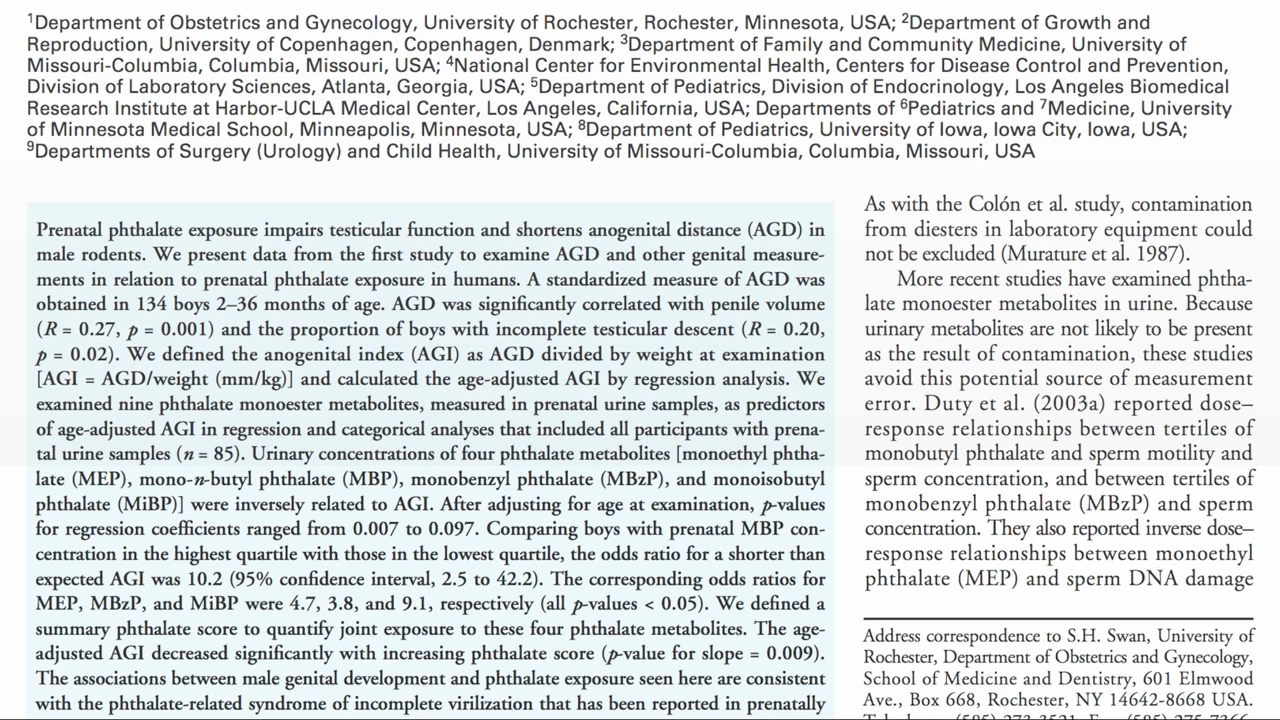 ¹Department of Obstetrics and Gynecology, University of Rochester, Rochester, Minnesota, USA; ²Department of Growth and
Reproduction, University of Copenhagen, Copenhagen, Denmark; ³Department of Family and Community Medicine, University of
Missouri-Columbia, Columbia, Missouri, USA; ⁴National Center for Environmental Health, Centers for Disease Control and Prevention,
Division of Laboratory Sciences, Atlanta, Georgia, USA; ⁵Department of Pediatrics, Division of Endocrinology, Los Angeles Biomedical
Research Institute at Harbor-UCLA Medical Center, Los Angeles, California, USA; Departments of ⁶Pediatrics and ⁷Medicine, University
of Minnesota Medical School, Minneapolis, Minnesota, USA; ⁸Department of Pediatrics, University of Iowa, Iowa City, Iowa, USA;
⁹Departments of Surgery (Urology) and Child Health, University of Missouri-Columbia, Columbia, Missouri, USA
Prenatal phthalate exposure impairs testicular function and shortens anogenital distance (AGD) in
male rodents. We present data from the first study to examine AGD and other genital measure-
ments in relation to prenatal phthalate exposure in humans. A standardized measure of AGD was
obtained in 134 boys 2–36 months of age. AGD was significantly correlated with penile volume
(R = 0.27, p = 0.001) and the proportion of boys with incomplete testicular descent (R = 0.20,
p = 0.02). We defined the anogenital index (AGI) as AGD divided by weight at examination
[AGI = AGD/weight (mm/kg)] and calculated the age-adjusted AGI by regression analysis. We
examined nine phthalate monoester metabolites, measured in prenatal urine samples, as predictors
of age-adjusted AGI in regression and categorical analyses that included all participants with prena-
tal urine samples (n = 85). Urinary concentrations of four phthalate metabolites [monoethyl phtha-
late (MEP), mono-n-butyl phthalate (MBP), monobenzyl phthalate (MBzP), and monoisobutyl
phthalate (MiBP)] were inversely related to AGI. After adjusting for age at examination, p-values
for regression coefficients ranged from 0.007 to 0.097. Comparing boys with prenatal MBP con-
centration in the highest quartile with those in the lowest quartile, the odds ratio for a shorter than
expected AGI was 10.2 (95% confidence interval, 2.5 to 42.2). The corresponding odds ratios for
MEP, MBzP, and MiBP were 4.7, 3.8, and 9.1, respectively (all p-values < 0.05). We defined a
summary phthalate score to quantify joint exposure to these four phthalate metabolites. The age-
adjusted AGI decreased significantly with increasing phthalate score (p-value for slope = 0.009).
The associations between male genital development and phthalate exposure seen here are consistent
with the phthalate-related syndrome of incomplete virilization that has been reported in prenatally
As with the Colón et al. study, contamination
from diesters in laboratory equipment could
not be excluded (Murature et al. 1987).
More recent studies have examined phtha-
late monoester metabolites in urine. Because
urinary metabolites are not likely to be present
as the result of contamination, these studies
avoid this potential source of measurement
error. Duty et al. (2003a) reported dose–
response relationships between tertiles of
monobutyl phthalate and sperm motility and
sperm concentration, and between tertiles of
monobenzyl phthalate (MBzP) and sperm
concentration. They also reported inverse dose–
response relationships between monoethyl
phthalate (MEP) and sperm DNA damage
Address correspondence to S.H. Swan, University of
Rochester, Department of Obstetrics and Gynecology,
School of Medicine and Dentistry, 601 Elmwood
Ave., Box 668, Rochester, NY 14642-8668 USA.